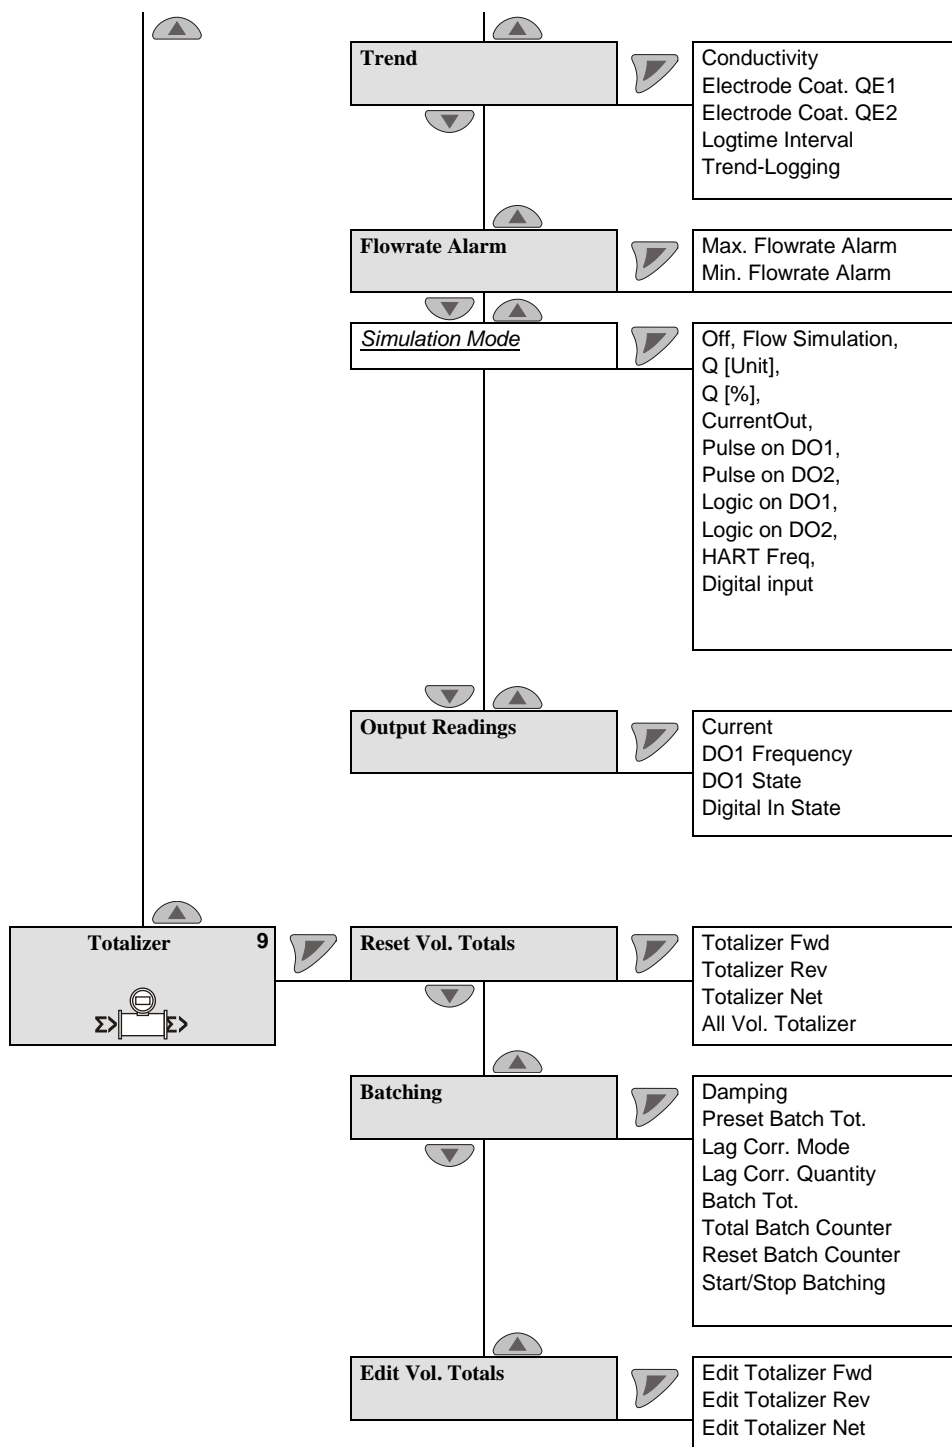 Trend
Conductivity
Electrode Coat. QE1
Electrode Coat. QE2
Logtime Interval
Trend-Logging
Flowrate Alarm
Max. Flowrate Alarm
Min. Flowrate Alarm
Simulation Mode
Off, Flow Simulation,
Q [Unit],
Q [%],
CurrentOut,
Pulse on DO1,
Pulse on DO2,
Logic on DO1,
Logic on DO2,
HART Freq,
Digital input
Output Readings
Current
DO1 Frequency
DO1 State
Digital In State
Totalizer 9
Σ> Σ>
Reset Vol. Totals
Totalizer Fwd
Totalizer Rev
Totalizer Net
All Vol. Totalizer
Batching
Damping
Preset Batch Tot.
Lag Corr. Mode
Lag Corr. Quantity
Batch Tot.
Total Batch Counter
Reset Batch Counter
Start/Stop Batching
Edit Vol. Totals
Edit Totalizer Fwd
Edit Totalizer Rev
Edit Totalizer Net